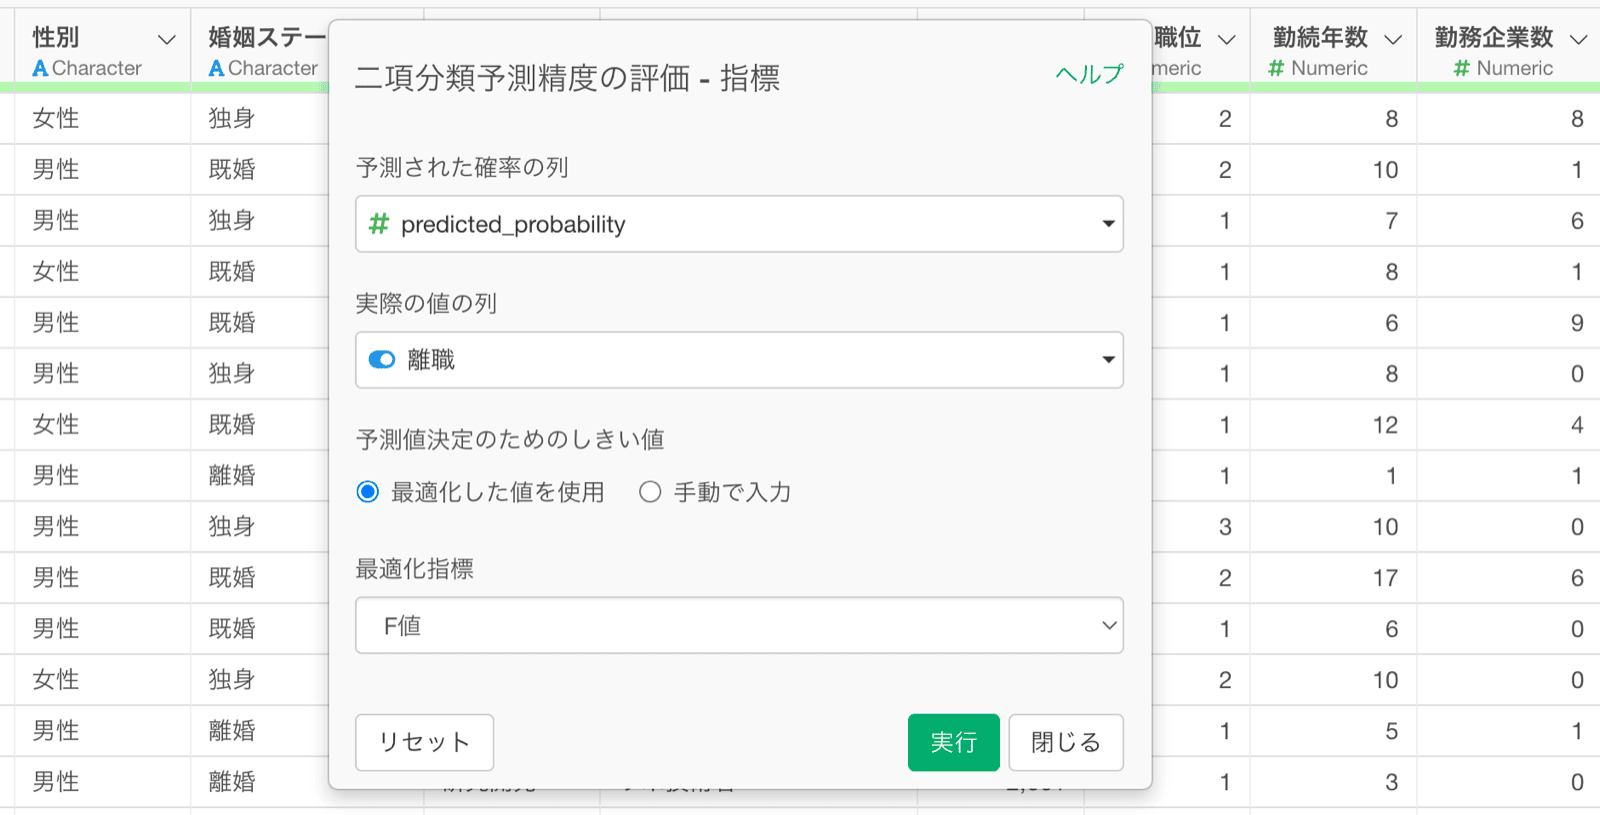 性別 婚姻ステー 職位 勤続年数 勤務企業数
Character Character meric Numeric Numeric
二項分類予測精度の評価 - 指標 ヘルプ
予測された確率の列
predicted_probability
実際の値の列
離職
予測値決定のためのしきい値
最適化した値を使用 手動で入力
最適化指標
F値
リセット 実行 閉じる
女性 独身 2 8 8
男性 既婚 2 10 1
男性 独身 1 7 6
女性 既婚 1 8 1
男性 既婚 1 6 9
男性 独身 1 8 0
女性 既婚 1 12 4
男性 離婚 1 1 1
男性 独身 3 10 0
男性 既婚 2 17 6
男性 既婚 1 6 0
女性 独身 2 10 0
男性 離婚 1 5 1
男性 離婚 1 3 0